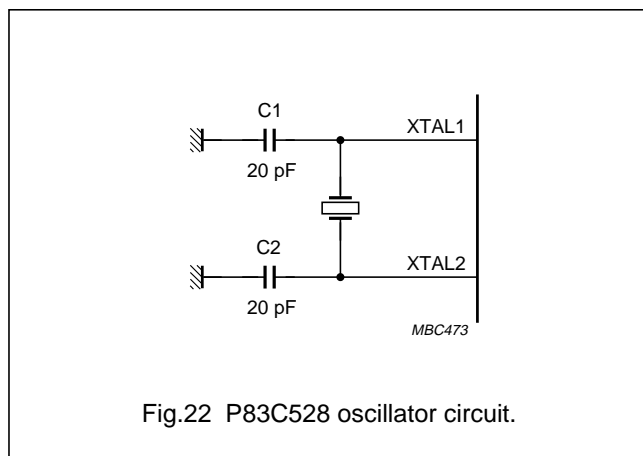 C1
XTAL1
20 pF
C2
XTAL2
20 pF
MBC473
Fig.22 P83C528 oscillator circuit.